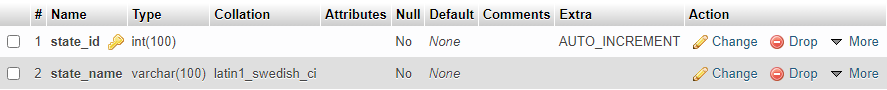 # Name Type Collation Attributes Null Default Comments Extra Action
1 state_id int(100) No None AUTO_INCREMENT Change Drop More
2 state_name varchar(100) latin1_swedish_ci No None Change Drop More